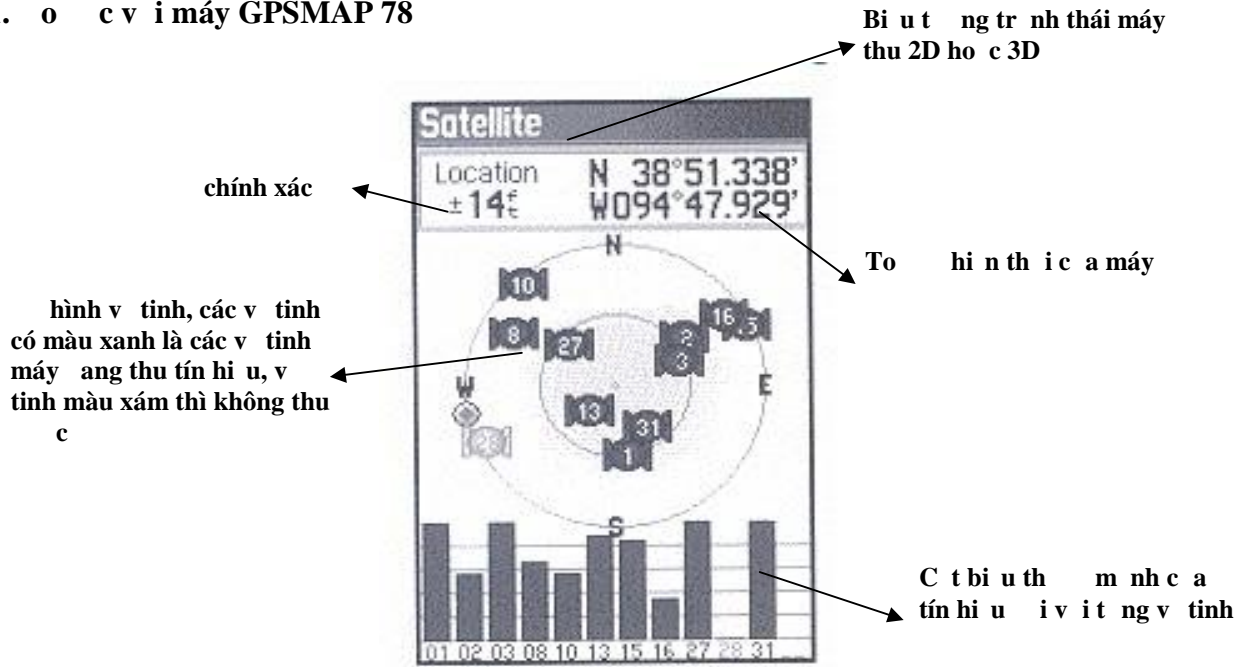 . o c v i máy GPSMAP 78
Bi u t ng tr nh thái máy
thu 2D ho c 3D
Satellite
Location N 38°51.338'
±14ft W094°47.929'
chính xác
To hi n th i c a máy
hình v tinh, các v tinh
có màu xanh là các v tinh
máy ang thu tín hi u, v
tinh màu xám thì không thu
c
N
10
16
8
27
2
3
W
E
13
31
28
1
S
C t bi u th m nh c a
tín hi u i v i t ng v tinh
01 02 03 08 10 13 15 16 27 28 31